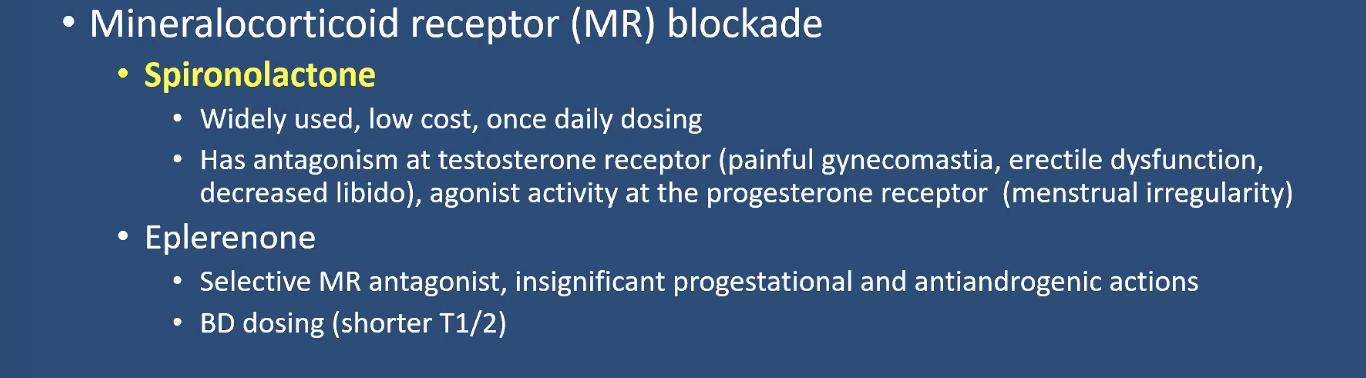 • Mineralocorticoid receptor (MR) blockade
• Spironolactone
• Widely used, low cost, once daily dosing
• Has antagonism at testosterone receptor (painful gynecomastia, erectile dysfunction,
decreased libido), agonist activity at the progesterone receptor  (menstrual irregularity)
• Eplerenone
• Selective MR antagonist, insignificant progestational and antiandrogenic actions
• BD dosing (shorter T1/2)